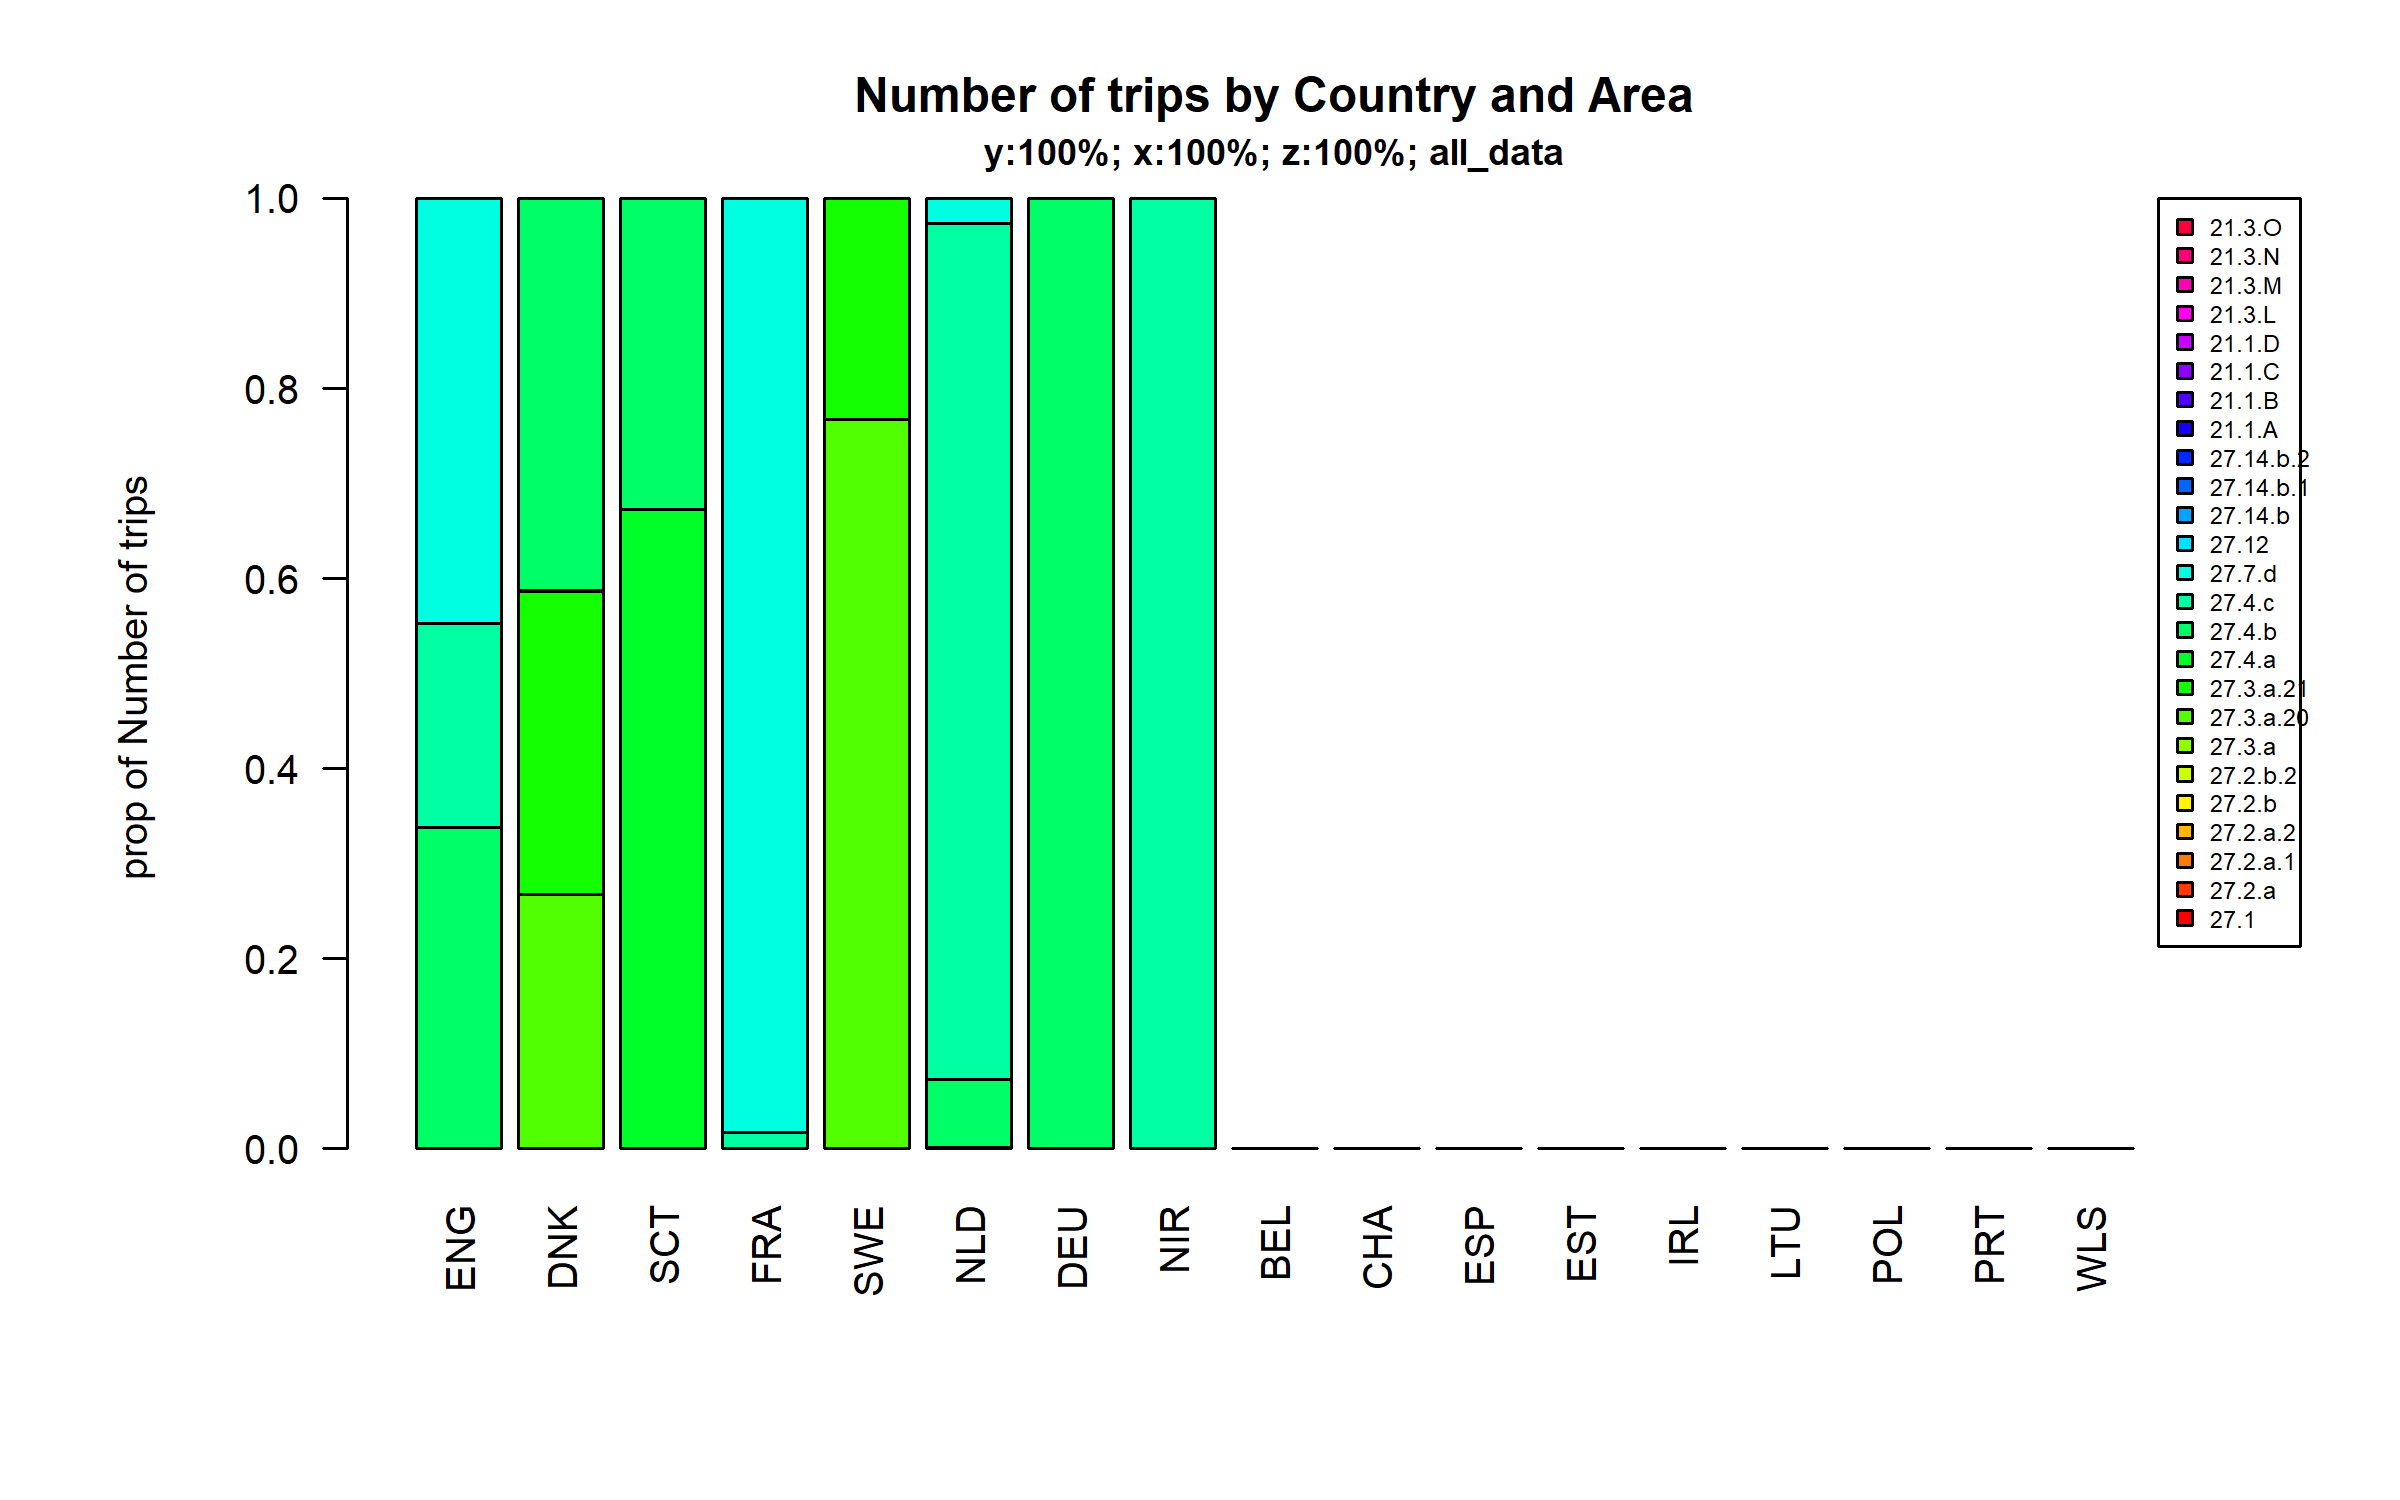 Number of trips by Country and Area
y:100%; x:100%; z:100%; all_data
prop of Number of trips
1.0
0.8
0.6
0.4
0.2
0.0
ENG
DNK
SCT
FRA
SWE
NLD
DEU
NIR
BEL
CHA
ESP
EST
IRL
LTU
POL
PRT
WLS
21.3.O
21.3.N
21.3.M
21.3.L
21.1.D
21.1.C
21.1.B
21.1.A
27.14.b.2
27.14.b.1
27.14.b
27.12
27.7.d
27.4.c
27.4.b
27.4.a
27.3.a.21
27.3.a.20
27.3.a
27.2.b.2
27.2.b
27.2.a.2
27.2.a.1
27.2.a
27.1